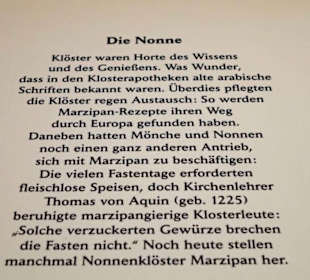 Die Nonne
Klöster waren Horte des Wissens
und des Genießens. Was Wunder,
dass in den Klosterapotheken alte arabische
Schriften bekannt waren. Überdies pflegten
die Klöster regen Austausch: So werden
Marzipan-Rezepte ihren Weg
durch Europa gefunden haben.
Daneben hatten Mönche und Nonnen
noch einen ganz anderen Antrieb,
sich mit Marzipan zu beschäftigen:
Die vielen Fastentage erforderten
fleischlose Speisen, doch Kirchenlehrer
Thomas von Aquin (geb. 1225)
beruhigte marzipangierige Klosterleute:
„Solche verzuckerten Gewürze brechen
die Fasten nicht.“ Noch heute stellen
manchmal Nonnenklöster Marzipan her.